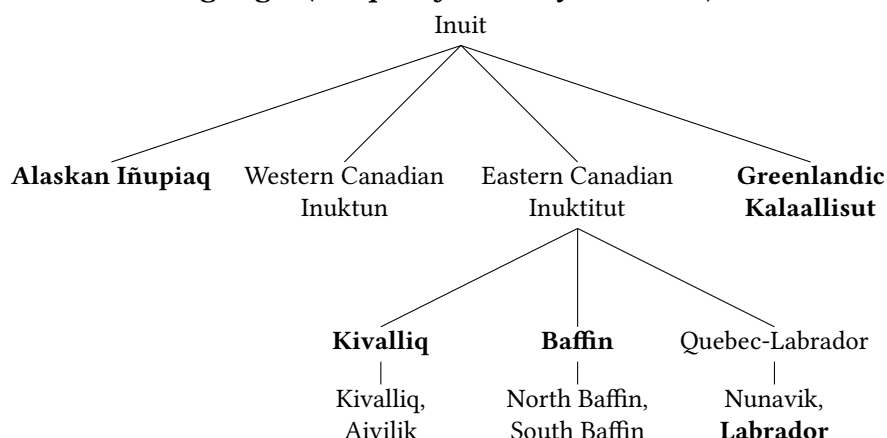 Inuit
Alaskan Iñupiaq
Western Canadian
Inuktun
Eastern Canadian
Inuktitut
Greenlandic
Kalaallisut
Kivalliq
Baffin
Quebec-Labrador
Kivalliq,
Aivilik
North Baffin,
South Baffin
Nunavik,
Labrador